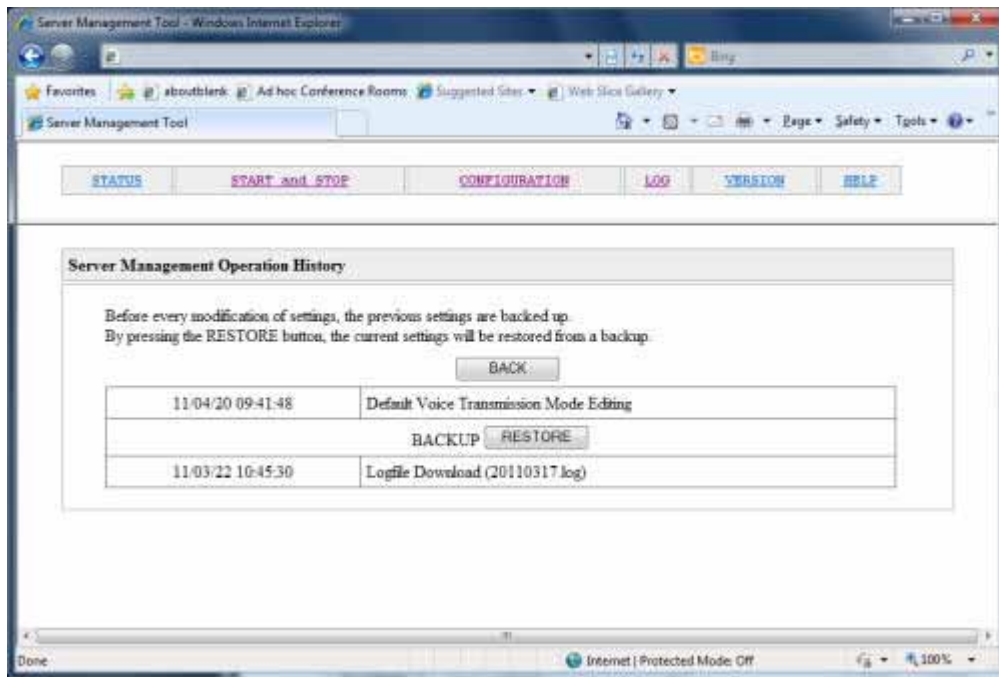 Server Management Tool - Windows Internet Explorer
Bing
Favorites aboutblank Ad hoc Conference Rooms Suggested Sites Web Slice Gallery
Server Management Tool Page Safety Tools
STATUS START and STOP CONFIGURATION LOG VERSION HELP
Server Management Operation History
Before every modification of settings, the previous settings are backed up.
By pressing the RESTORE button, the current settings will be restored from a backup.
BACK
11/04/20 09:41:48 Default Voice Transmission Mode Editing
BACKUP RESTORE
11/03/22 10:45:30 Logfile Download (20110317.log)
Done Internet | Protected Mode: Off 100%